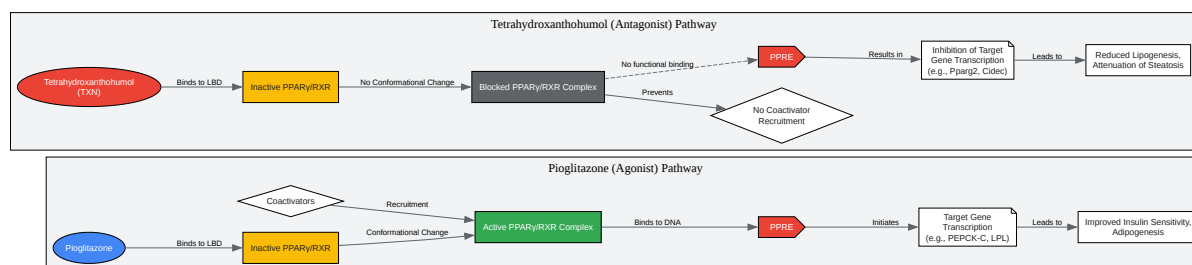 Tetrahydroxanthohumol (Antagonist) Pathway
Tetrahydroxanthohumol
(TXN)
Binds to LBD
Inactive PPARγ/RXR
No Conformational Change
Blocked PPARγ/RXR Complex
No functional binding
PPRE
Results in
Inhibition of Target
Gene Transcription
(e.g., Pparg2, Cidec)
Leads to
Reduced Lipogenesis,
Attenuation of Steatosis
Prevents
No Coactivator
Recruitment
Pioglitazone (Agonist) Pathway
Coactivators
Recruitment
Pioglitazone
Binds to LBD
Inactive PPARγ/RXR
Conformational Change
Active PPARγ/RXR Complex
Binds to DNA
PPRE
Initiates
Target Gene
Transcription
(e.g., PEPCK-C, LPL)
Leads to
Improved Insulin Sensitivity,
Adipogenesis